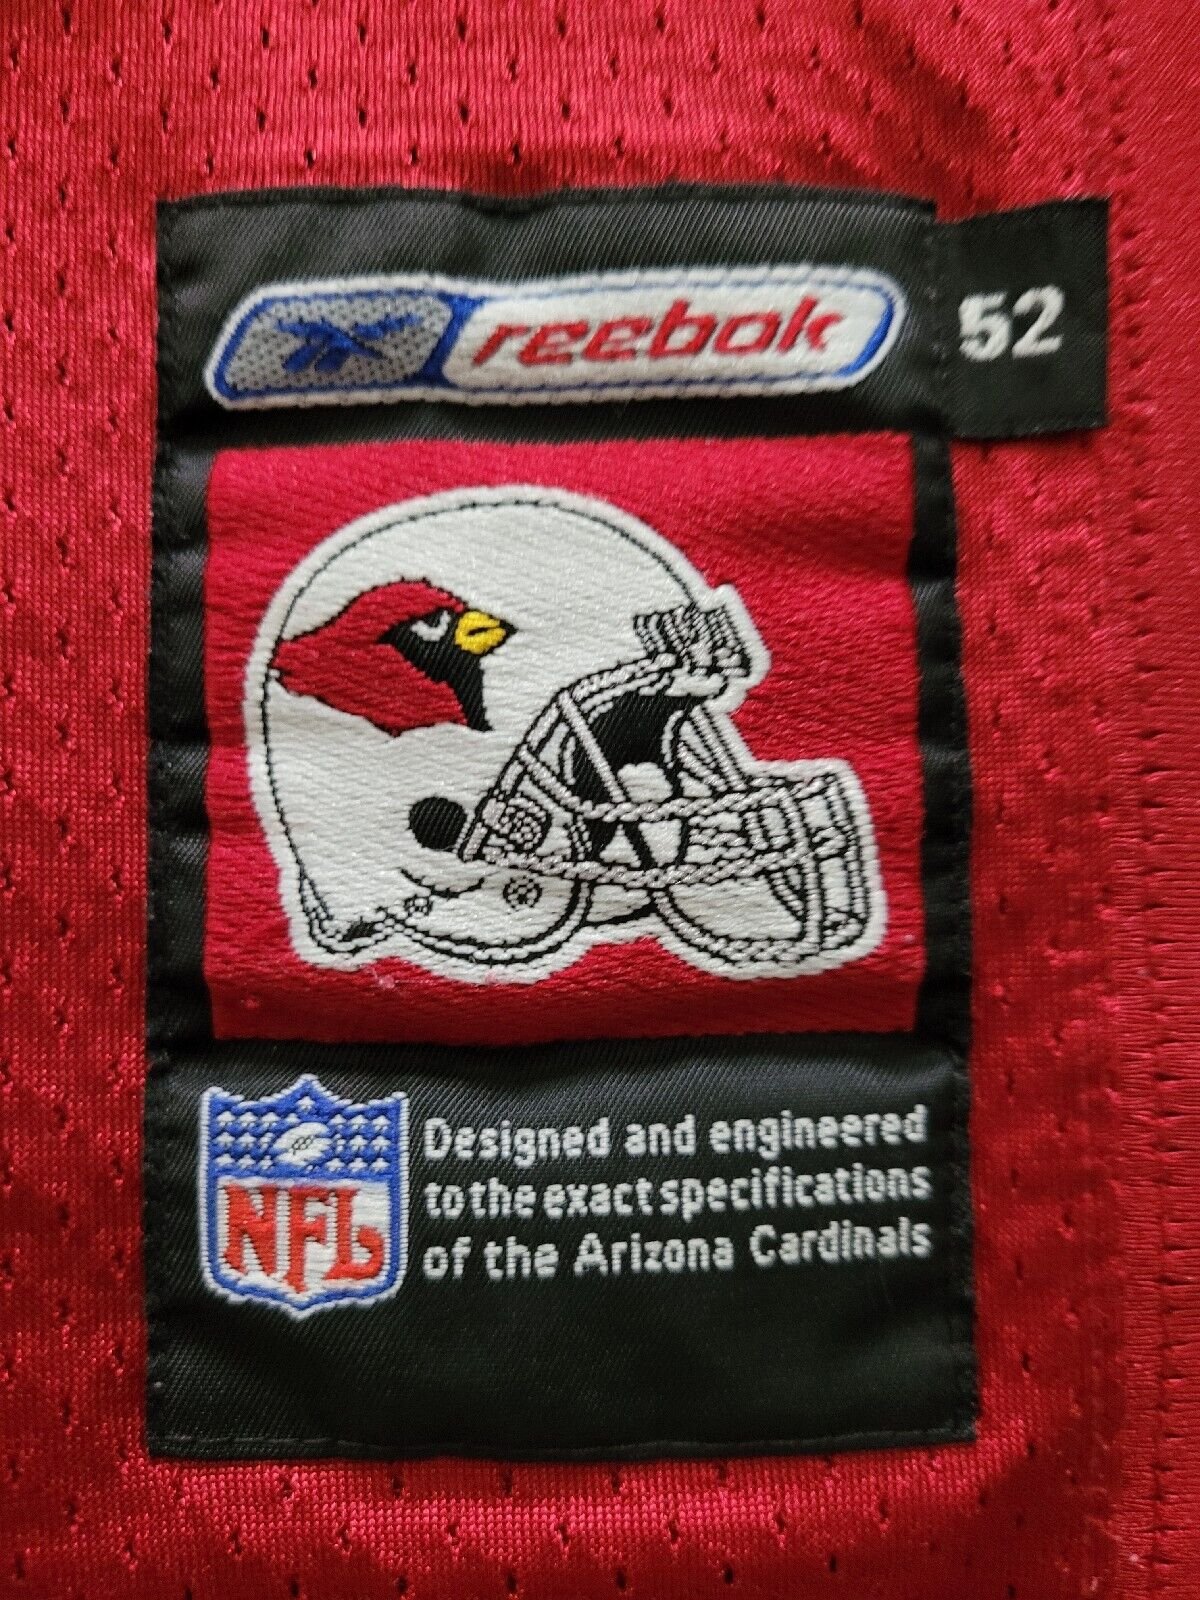 reebok
52
NFL
Designed and engineered
to the exact specifications
of the Arizona Cardinals